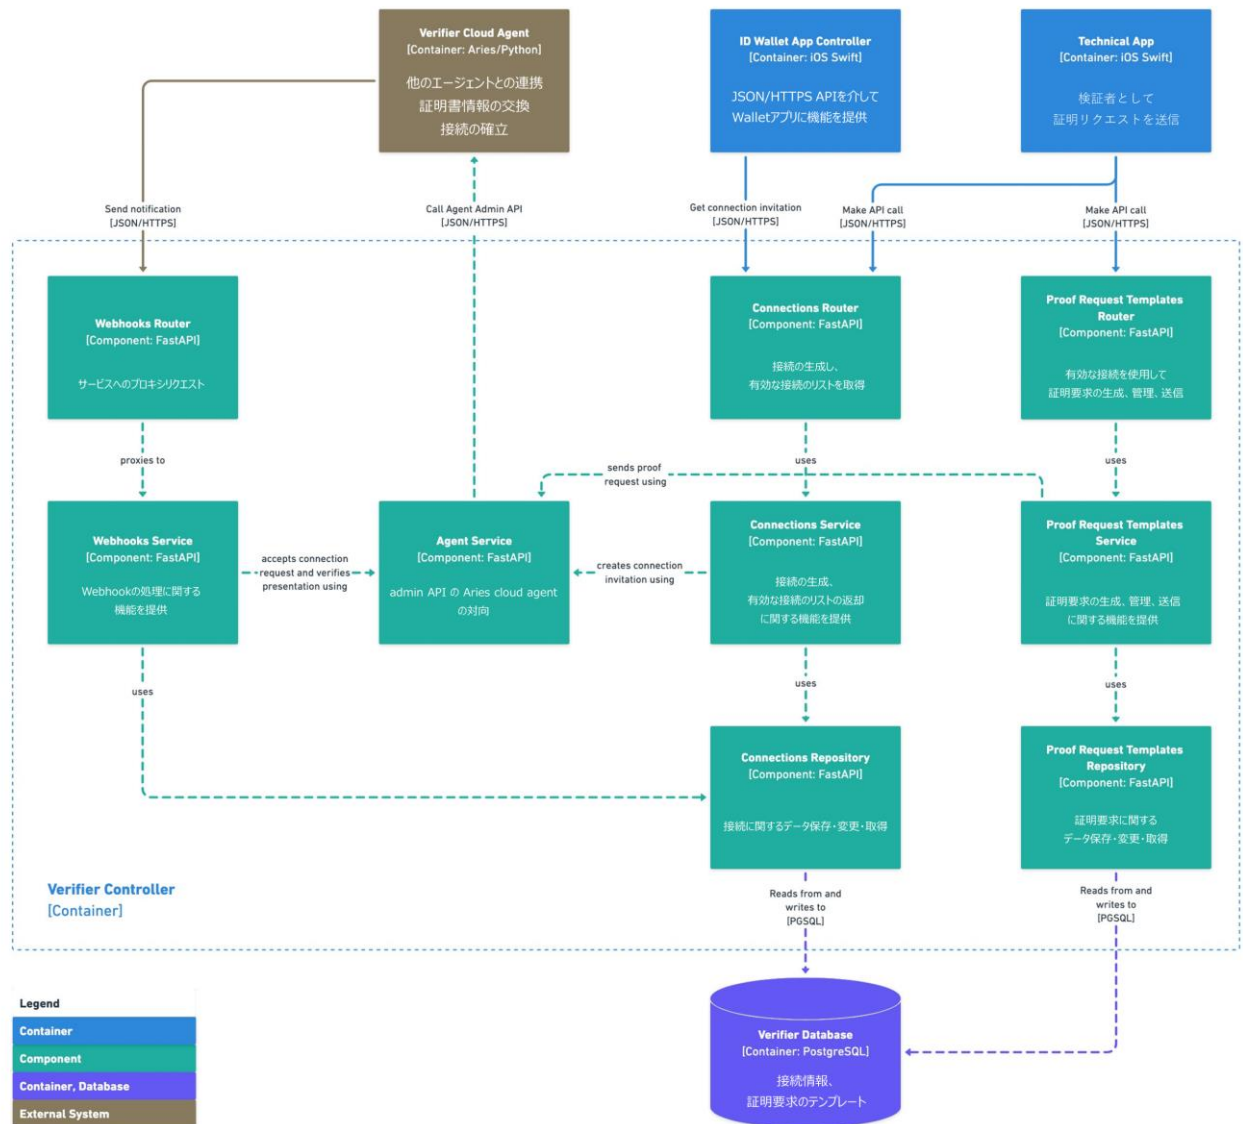 Verifier Cloud Agent
[Container: Aries/Python]
他のエージェントとの連携
証明書情報の交換
接続の確立
ID Wallet App Controller
[Container: iOS Swift]
JSON/HTTPS APIを介して
Walletアプリに機能を提供
Technical App
[Container: iOS Swift]
検証者として
証明リクエストを送信
Send notification
[JSON/HTTPS]
Call Agent Admin API
[JSON/HTTPS]
Get connection invitation
[JSON/HTTPS]
Make API call
[JSON/HTTPS]
Make API call
[JSON/HTTPS]
Webhooks Router
[Component: FastAPI]
サービスへのプロキシリクエスト
Connections Router
[Component: FastAPI]
接続の生成し、
有効な接続のリストを取得
Proof Request Templates
Router
[Component: FastAPI]
有効な接続を使用して
証明要求の生成、管理、送信
proxies to
sends proof
request using
uses
uses
Webhooks Service
[Component: FastAPI]
Webhookの処理に関する
機能を提供
accepts connection
request and verifies
presentation using
Agent Service
[Component: FastAPI]
admin API の Aries cloud agent
の対向
creates connection
invitation using
Connections Service
[Component: FastAPI]
接続の生成、
有効な接続のリストの返却
に関する機能を提供
Proof Request Templates
Service
[Component: FastAPI]
証明要求の生成、管理、送信
に関する機能を提供
uses
uses
uses
Connections Repository
[Component: FastAPI]
接続に関するデータ保存・変更・取得
Proof Request Templates
Repository
[Component: FastAPI]
証明要求に関する
データ保存・変更・取得
Verifier Controller
[Container]
Reads from and
writes to
[PGSQL]
Reads from and
writes to
[PGSQL]
Legend
Container
Component
Container, Database
External System
Verifier Database
[Container: PostgreSQL]
接続情報、
証明要求のテンプレート